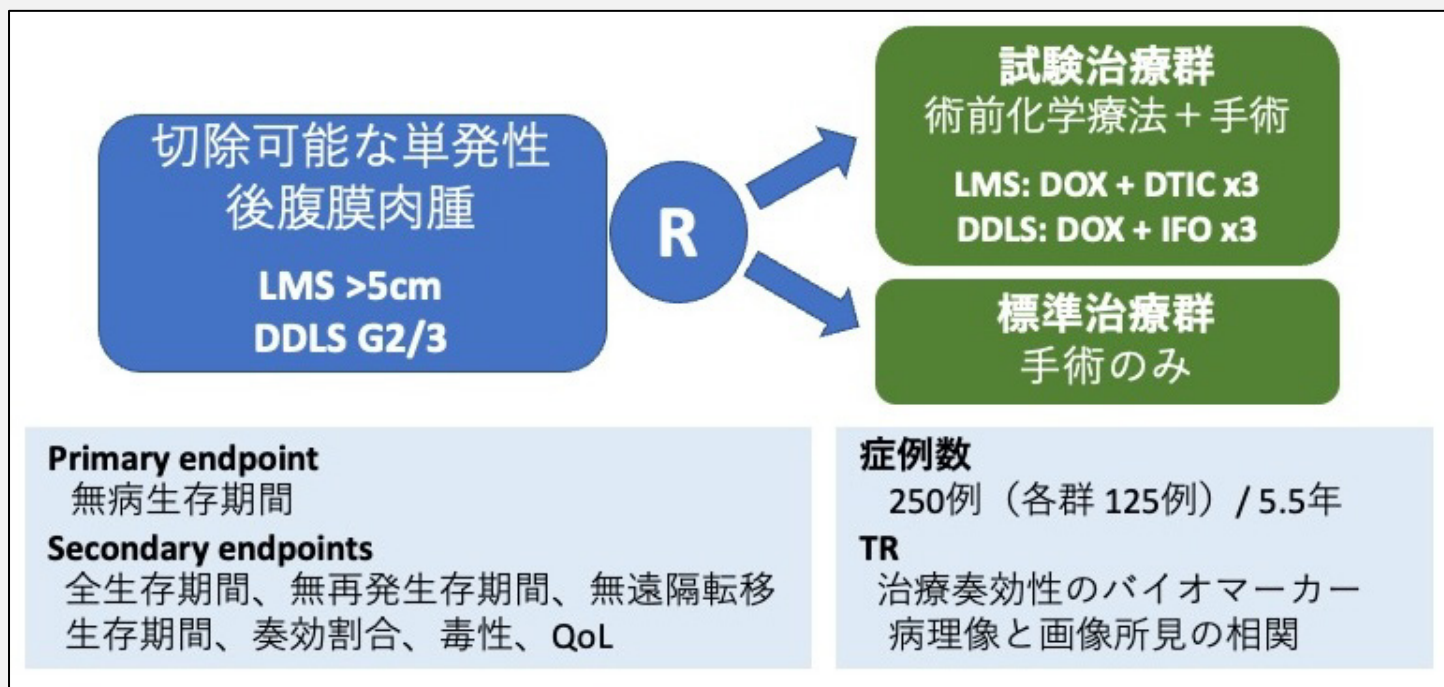 切除可能な単発性
後腹膜肉腫
LMS >5cm
DDLS G2/3
R
試験治療群
術前化学療法＋手術
LMS: DOX + DTIC x3
DDLS: DOX + IFO x3
標準治療群
手術のみ
Primary endpoint
無病生存期間
Secondary endpoints
全生存期間、無再発生存期間、無遠隔転移
生存期間、奏効割合、毒性、QoL
症例数
250例（各群 125例）/ 5.5年
TR
治療奏効性のバイオマーカー
病理像と画像所見の相関